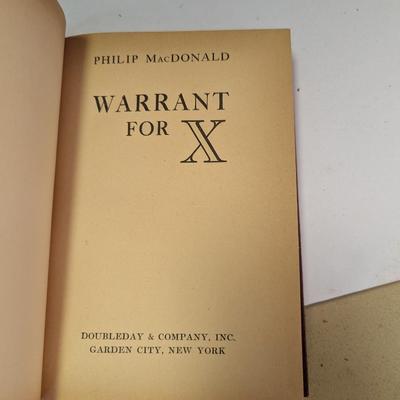 PHILIP MacDONALD
WARRANT
FOR X
DOUBLEDAY & COMPANY, INC.
GARDEN CITY, NEW YORK